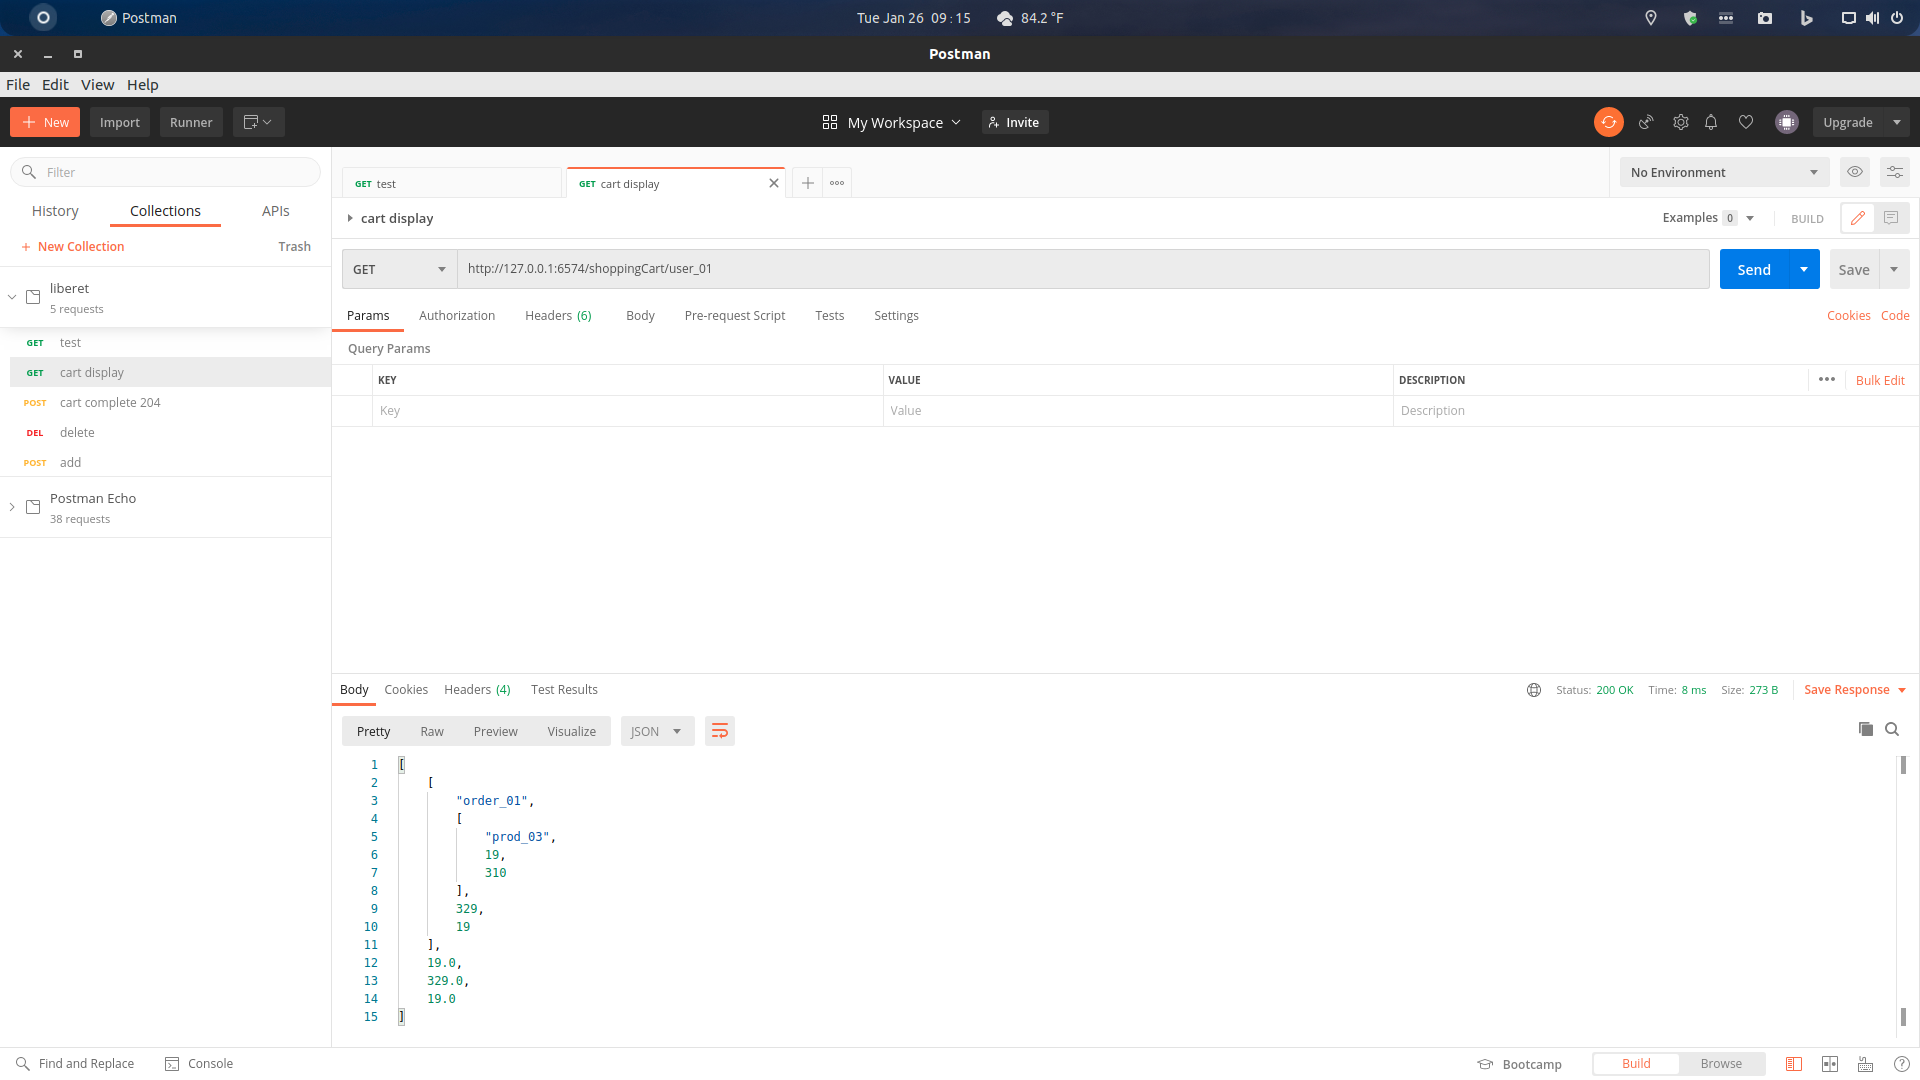 Postman
Tue Jan 26 09:15
84.2 °F
Postman
File Edit View Help
New
Import
Runner
My Workspace
Invite
Upgrade
Filter
History Collections APIs
New Collection
Trash
liberet
5 requests
GET test
GET cart display
POST cart complete 204
DEL delete
POST add
Postman Echo
38 requests
GET test
GET cart display
No Environment
cart display
Examples 0
BUILD
GET
http://127.0.0.1:6574/shoppingCart/user_01
Send
Save
Params Authorization Headers (6) Body Pre-request Script Tests Settings
Cookies Code
Query Params
KEY VALUE DESCRIPTION
Bulk Edit
Key Value Description
Body Cookies Headers (4) Test Results
Status: 200 OK Time: 8 ms Size: 273 B
Save Response
Pretty Raw Preview Visualize
JSON
1 [
2 [
3 "order_01",
4 [
5 "prod_03",
6 19,
7 310
8 ],
9 329,
10 19
11 ],
12 19.0,
13 329.0,
14 19.0
15 ]
Find and Replace
Console
Bootcamp
Build Browse